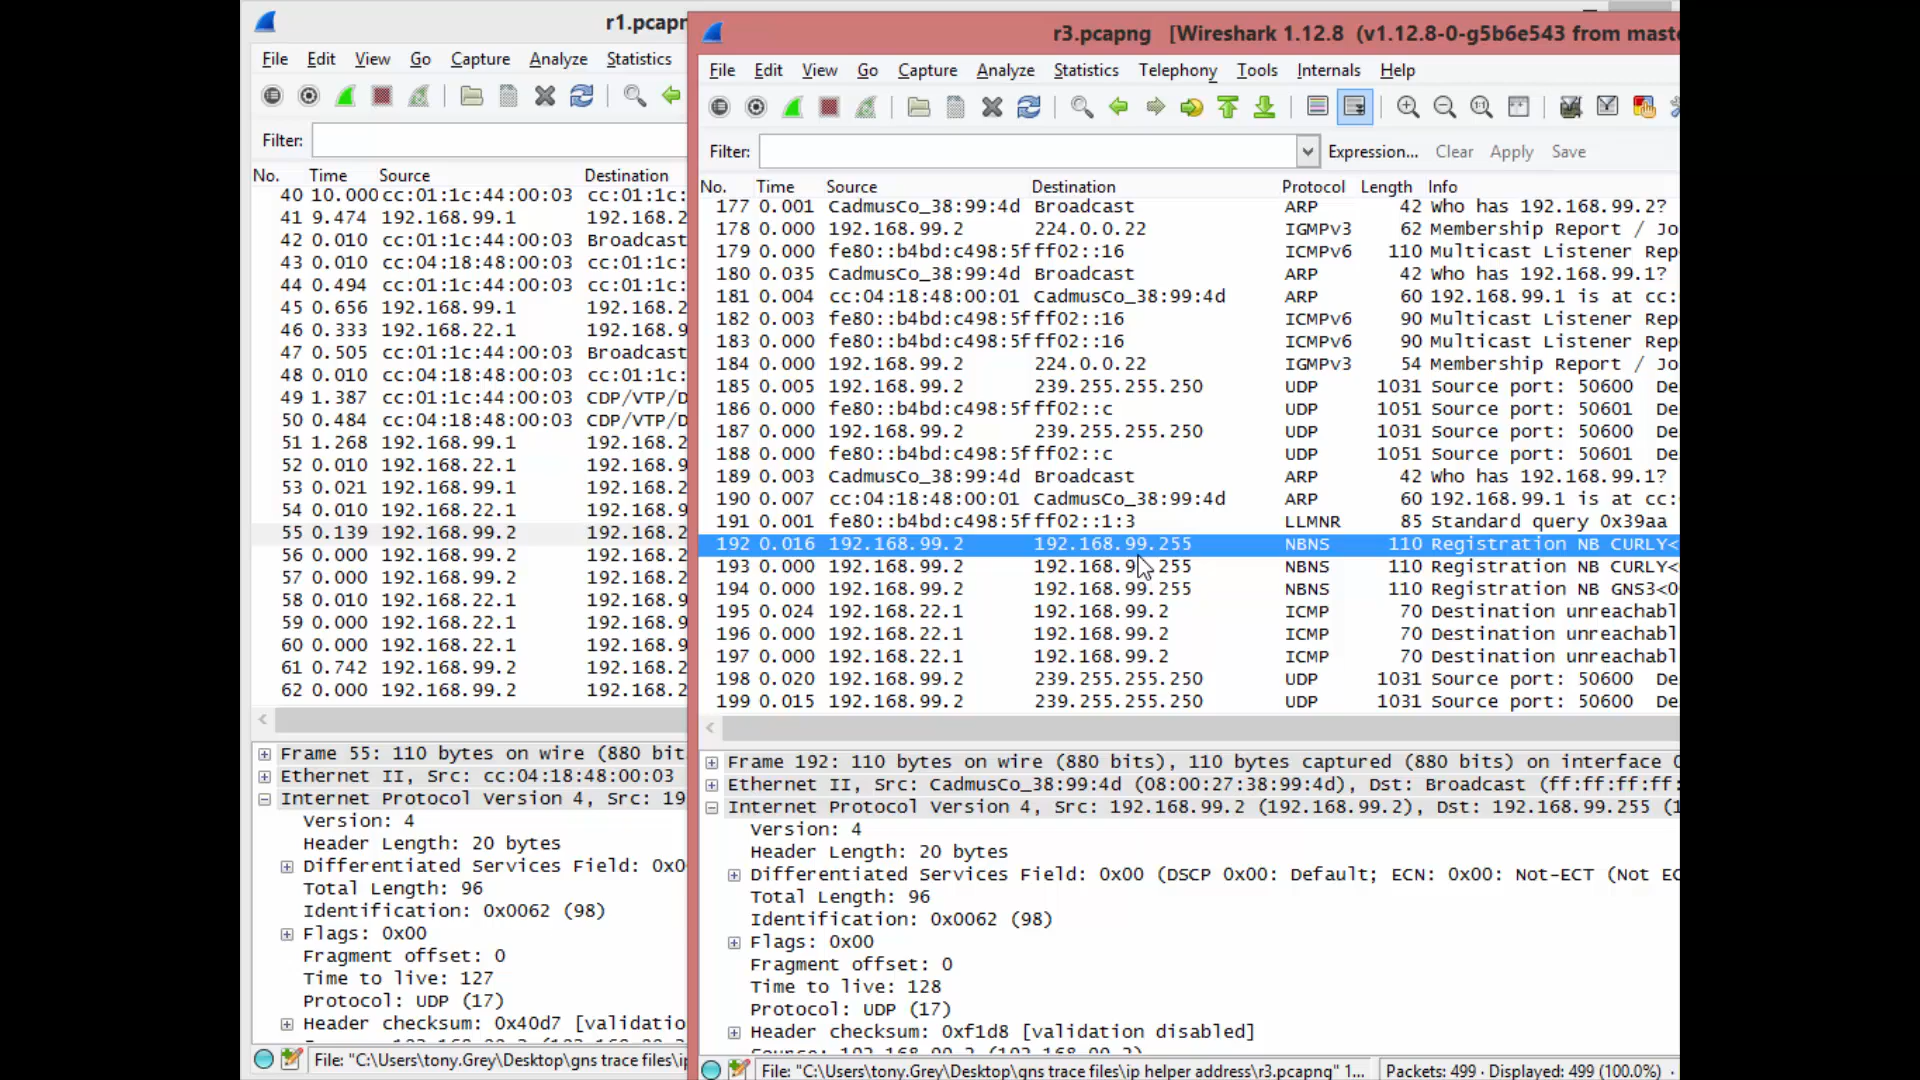 r1.pcapn
File Edit View Go Capture Analyze Statistics
Filter:
No. Time Source Destination
40 10.000 cc:01:1c:44:00:03 cc:01:1c:
41 9.474 192.168.99.1 192.168.2
42 0.010 cc:01:1c:44:00:03 Broadcast
43 0.010 cc:04:18:48:00:03 cc:01:1c:
44 0.494 cc:01:1c:44:00:03 cc:01:1c:
45 0.656 192.168.99.1 192.168.2
46 0.333 192.168.22.1 192.168.9
47 0.505 cc:01:1c:44:00:03 Broadcast
48 0.010 cc:04:18:48:00:03 cc:01:1c:
49 1.387 cc:01:1c:44:00:03 CDP/VTP/D
50 0.484 cc:04:18:48:00:03 CDP/VTP/D
51 1.268 192.168.99.1 192.168.2
52 0.010 192.168.22.1 192.168.9
53 0.021 192.168.99.1 192.168.2
54 0.010 192.168.22.1 192.168.9
55 0.139 192.168.99.2 192.168.2
56 0.000 192.168.99.2 192.168.2
57 0.000 192.168.99.2 192.168.2
58 0.010 192.168.22.1 192.168.9
59 0.000 192.168.22.1 192.168.9
60 0.000 192.168.22.1 192.168.9
61 0.742 192.168.99.2 192.168.2
62 0.000 192.168.99.2 192.168.2
Frame 55: 110 bytes on wire (880 bit
Ethernet II, Src: cc:04:18:48:00:03
Internet Protocol Version 4, Src: 19
Version: 4
Header Length: 20 bytes
Differentiated Services Field: 0x0
Total Length: 96
Identification: 0x0062 (98)
Flags: 0x00
Fragment offset: 0
Time to live: 127
Protocol: UDP (17)
Header checksum: 0x40d7 [validatio
File: "C:\Users\tony.Grey\Desktop\gns trace files\ip
r3.pcapng [Wireshark 1.12.8 (v1.12.8-0-g5b6e543 from maste
File Edit View Go Capture Analyze Statistics Telephony Tools Internals Help
Filter: Expression... Clear Apply Save
No. Time Source Destination Protocol Length Info
177 0.001 CadmusCo_38:99:4d Broadcast ARP 42 Who has 192.168.99.2?
178 0.000 192.168.99.2 224.0.0.22 IGMPv3 62 Membership Report / Jo
179 0.000 fe80::b4bd:c498:5f ff02::16 ICMPv6 110 Multicast Listener Rep
180 0.035 CadmusCo_38:99:4d Broadcast ARP 42 Who has 192.168.99.1?
181 0.004 cc:04:18:48:00:01 CadmusCo_38:99:4d ARP 60 192.168.99.1 is at cc:
182 0.003 fe80::b4bd:c498:5f ff02::16 ICMPv6 90 Multicast Listener Rep
183 0.000 fe80::b4bd:c498:5f ff02::16 ICMPv6 90 Multicast Listener Rep
184 0.000 192.168.99.2 224.0.0.22 IGMPv3 54 Membership Report / Jo
185 0.005 192.168.99.2 239.255.255.250 UDP 1031 Source port: 50600 De
186 0.000 fe80::b4bd:c498:5f ff02::c UDP 1051 Source port: 50601 De
187 0.000 192.168.99.2 239.255.255.250 UDP 1031 Source port: 50600 De
188 0.000 fe80::b4bd:c498:5f ff02::c UDP 1051 Source port: 50601 De
189 0.003 CadmusCo_38:99:4d Broadcast ARP 42 Who has 192.168.99.1?
190 0.007 cc:04:18:48:00:01 CadmusCo_38:99:4d ARP 60 192.168.99.1 is at cc:
191 0.001 fe80::b4bd:c498:5f ff02::1:3 LLMNR 85 Standard query 0x39aa
192 0.016 192.168.99.2 192.168.99.255 NBNS 110 Registration NB CURLY<
193 0.000 192.168.99.2 192.168.99.255 NBNS 110 Registration NB CURLY<
194 0.000 192.168.99.2 192.168.99.255 NBNS 110 Registration NB GNS3<0
195 0.024 192.168.22.1 192.168.99.2 ICMP 70 Destination unreachabl
196 0.000 192.168.22.1 192.168.99.2 ICMP 70 Destination unreachabl
197 0.000 192.168.22.1 192.168.99.2 ICMP 70 Destination unreachabl
198 0.020 192.168.99.2 239.255.255.250 UDP 1031 Source port: 50600 De
199 0.015 192.168.99.2 239.255.255.250 UDP 1031 Source port: 50600 De
Frame 192: 110 bytes on wire (880 bits), 110 bytes captured (880 bits) on interface 0
Ethernet II, Src: CadmusCo_38:99:4d (08:00:27:38:99:4d), Dst: Broadcast (ff:ff:ff:ff:
Internet Protocol Version 4, Src: 192.168.99.2 (192.168.99.2), Dst: 192.168.99.255 (1
Version: 4
Header Length: 20 bytes
Differentiated Services Field: 0x00 (DSCP 0x00: Default; ECN: 0x00: Not-ECT (Not EC
Total Length: 96
Identification: 0x0062 (98)
Flags: 0x00
Fragment offset: 0
Time to live: 128
Protocol: UDP (17)
Header checksum: 0xf1d8 [validation disabled]
Source: 192.168.99.2 (192.168.99.2)
File: "C:\Users\tony.Grey\Desktop\gns trace files\ip helper address\r3.pcapng" 1... Packets: 499 · Displayed: 499 (100.0%) ·